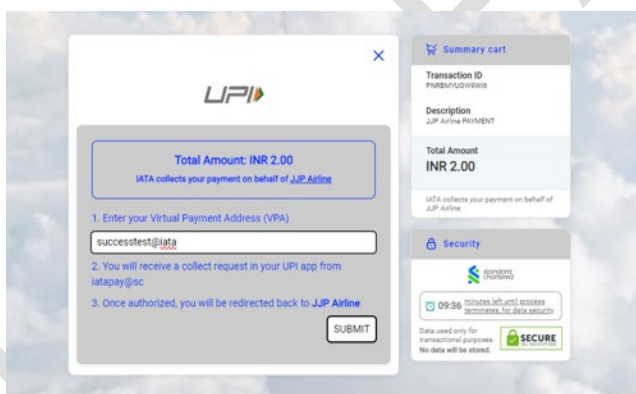 UPI
Total Amount: INR 2.00
IATA collects your payment on behalf of JJP Airline
1. Enter your Virtual Payment Address (VPA)
successtest@iata
2. You will receive a collect request in your UPI app from
iatapay@sc
3. Once authorized, you will be redirected back to JJP Airline
SUBMIT
Summary cart
Transaction ID
Description
JJP Airline PAYMENT
Total Amount
INR 2.00
IATA collects your payment on behalf of
JJP Airline
Security
standard
chartered
09:36 minutes left until process
terminates, for data security
Data used only for
transactional purposes.
No data will be stored.
SECURE
SSL ENCRYPTION